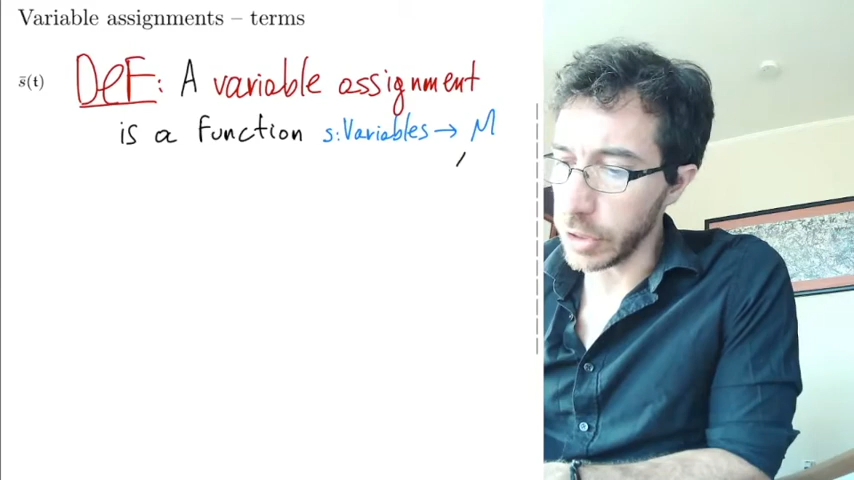 Variable assignments – terms
s̄(t) DeF: A variable assignment
is a function s:Variables → M